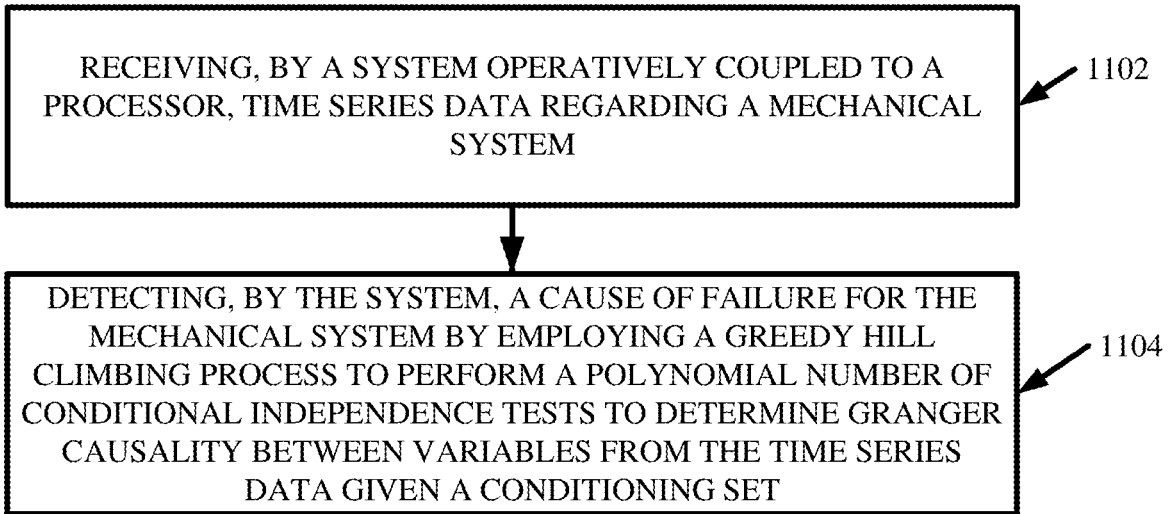 RECEIVING, BY A SYSTEM OPERATIVELY COUPLED TO A
PROCESSOR, TIME SERIES DATA REGARDING A MECHANICAL
SYSTEM
1102
DETECTING, BY THE SYSTEM, A CAUSE OF FAILURE FOR THE
MECHANICAL SYSTEM BY EMPLOYING A GREEDY HILL
CLIMBING PROCESS TO PERFORM A POLYNOMIAL NUMBER OF
CONDITIONAL INDEPENDENCE TESTS TO DETERMINE GRANGER
CAUSALITY BETWEEN VARIABLES FROM THE TIME SERIES
DATA GIVEN A CONDITIONING SET
1104